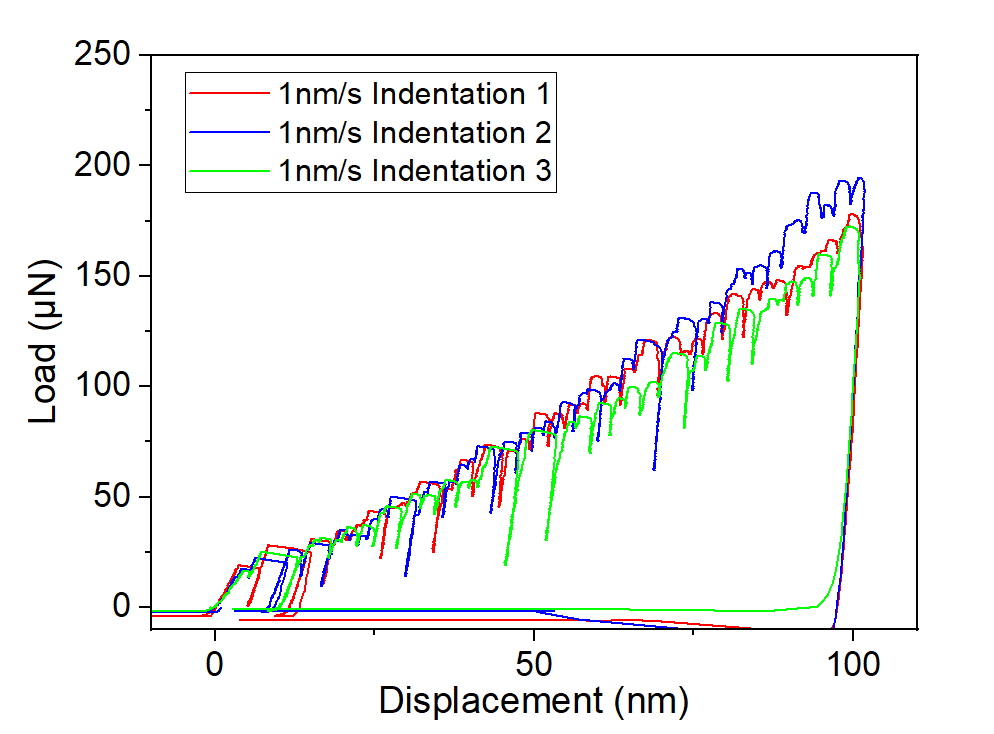 250
200
150
100
50
0
Load (μN)
1nm/s Indentation 1
1nm/s Indentation 2
1nm/s Indentation 3
0 50 100
Displacement (nm)